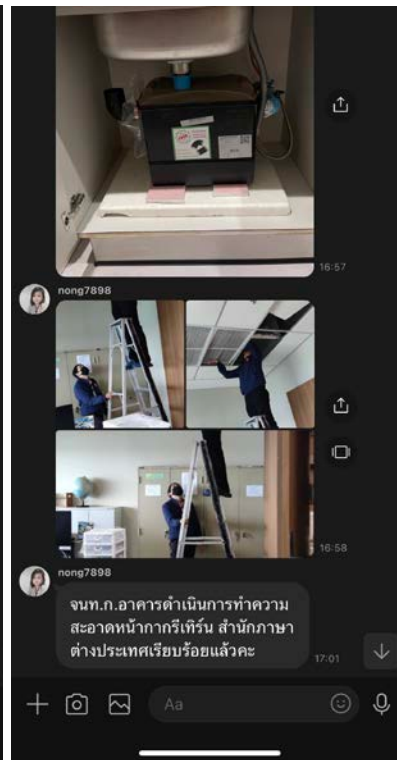 16:57
nong7898
16:58
nong7898
จนท.ก.อาคารดำเนินการทำความ
สะอาดหน้ากากรีเทิร์น สำนักภาษา
ต่างประเทศเรียบร้อยแล้วคะ
17:01
Aa